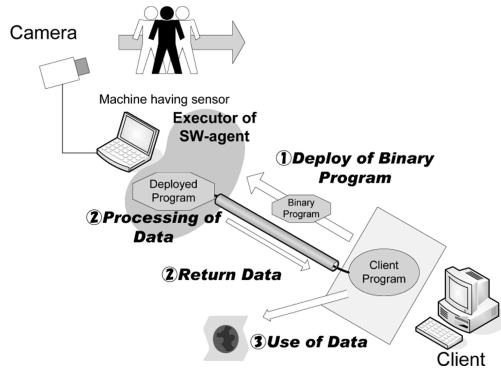 Camera
Machine having sensor
Executor of
SW-agent
①Deploy of Binary
Program
Deployed
Program
Binary
Program
②Processing of
Data
②Return Data
Client
Program
③Use of Data
Client